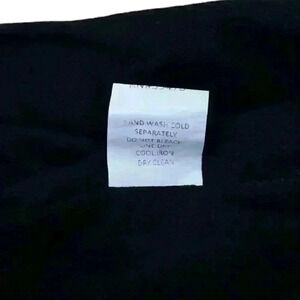 HAND WASH COLD
SEPARATELY
DO NOT BLEACH
LINE DRY
COOL IRON
DRY CLEAN